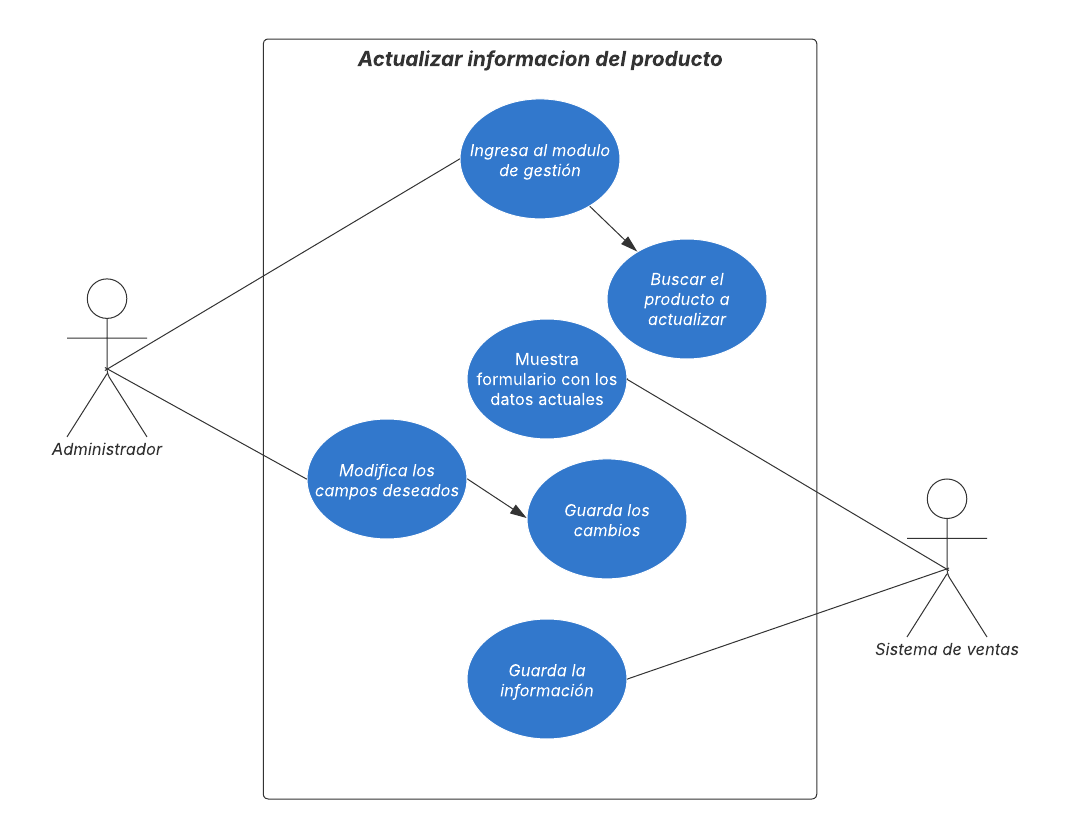 Actualizar informacion del producto
Ingresa al modulo
de gestión
Buscar el
producto a
actualizar
Muestra
formulario con los
datos actuales
Administrador
Modifica los
campos deseados
Guarda los
cambios
Sistema de ventas
Guarda la
información